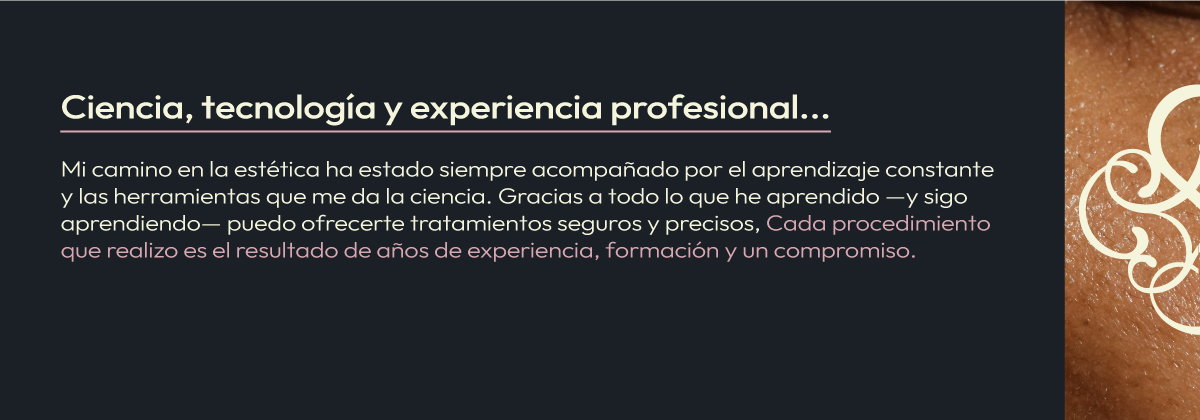 Ciencia, tecnología y experiencia profesional...
Mi camino en la estética ha estado siempre acompañado por el aprendizaje constante
y las herramientas que me da la ciencia. Gracias a todo lo que he aprendido —y sigo
aprendiendo— puedo ofrecerte tratamientos seguros y precisos, Cada procedimiento
que realizo es el resultado de años de experiencia, formación y un compromiso.